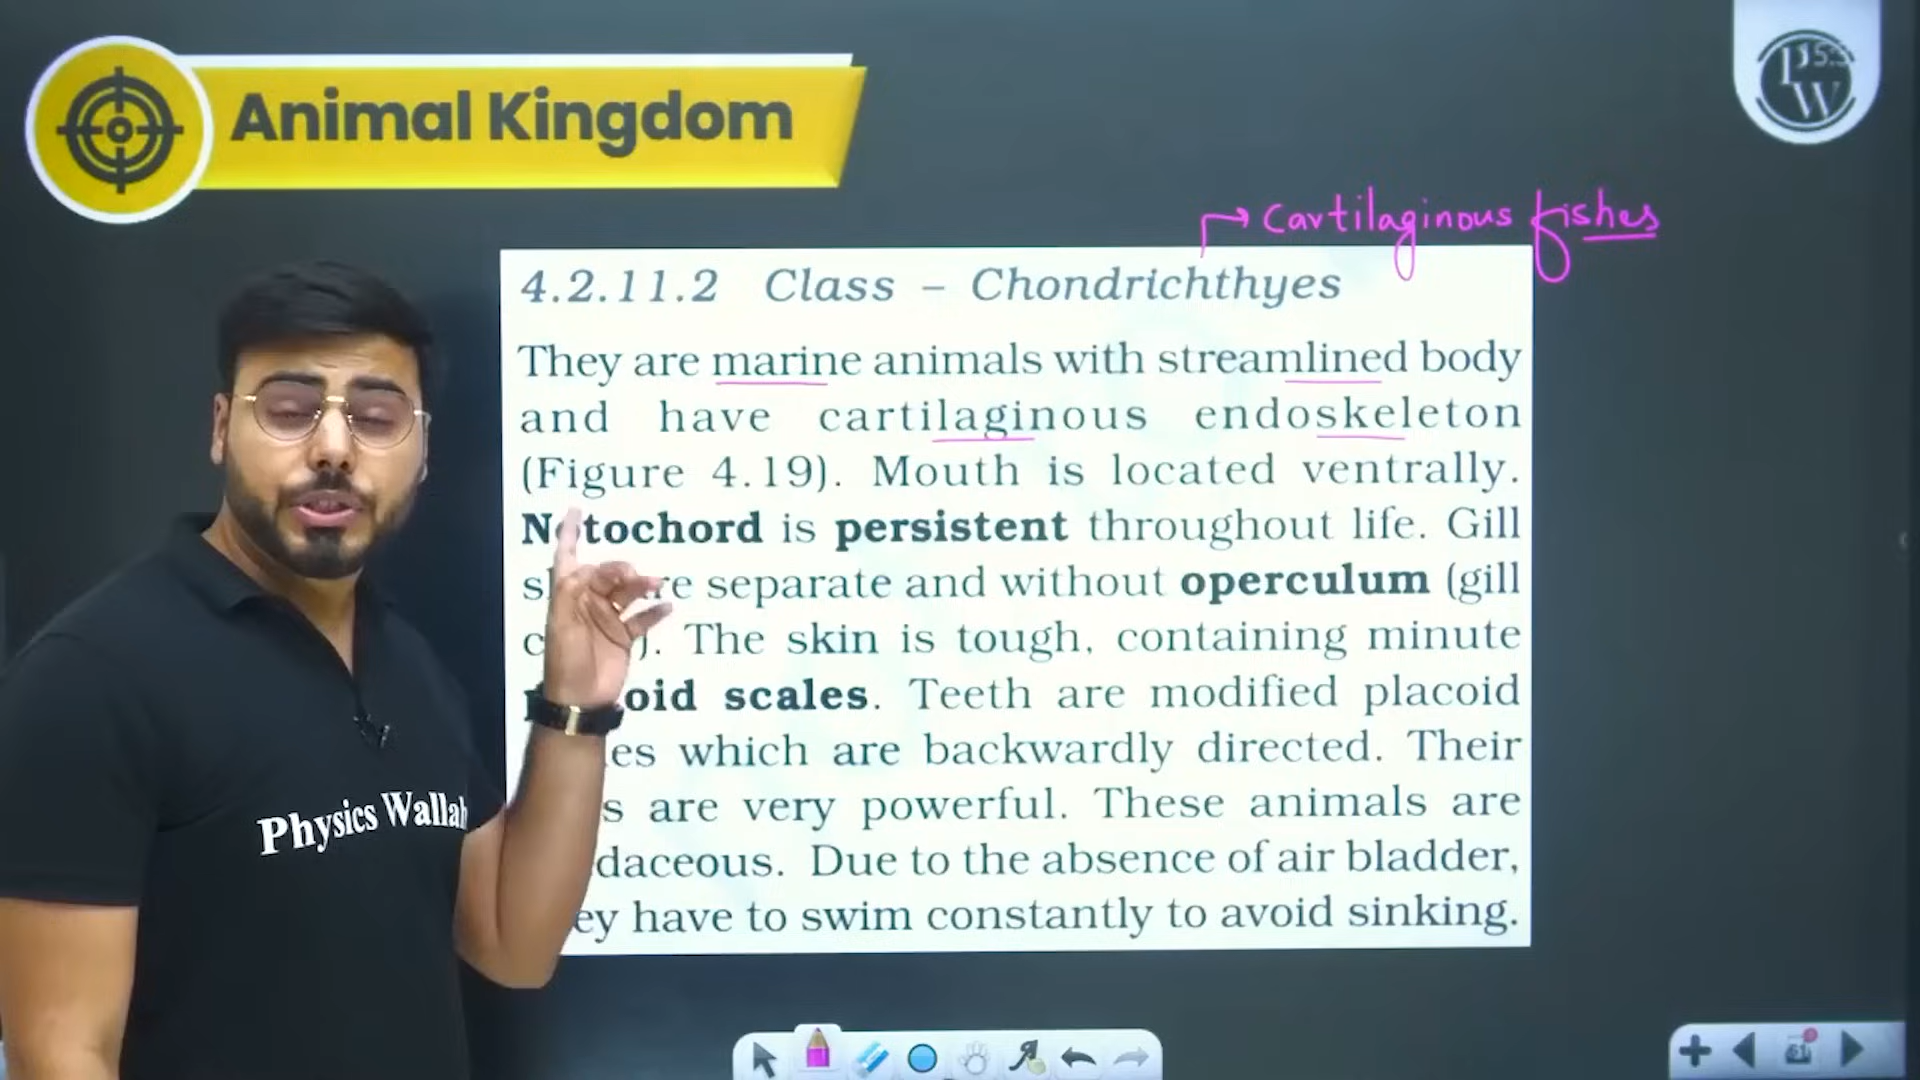 Animal Kingdom
PW
Cartilaginous fishes
4.2.11.2 Class – Chondrichthyes
They are marine animals with streamlined body
and have cartilaginous endoskeleton
(Figure 4.19). Mouth is located ventrally.
Notochord is persistent throughout life. Gill
separate and without operculum (gill
The skin is tough, containing minute
scales. Teeth are modified placoid
which are backwardly directed. Their
are very powerful. These animals are
Due to the absence of air bladder,
have to swim constantly to avoid sinking.
Physics Wallah
61